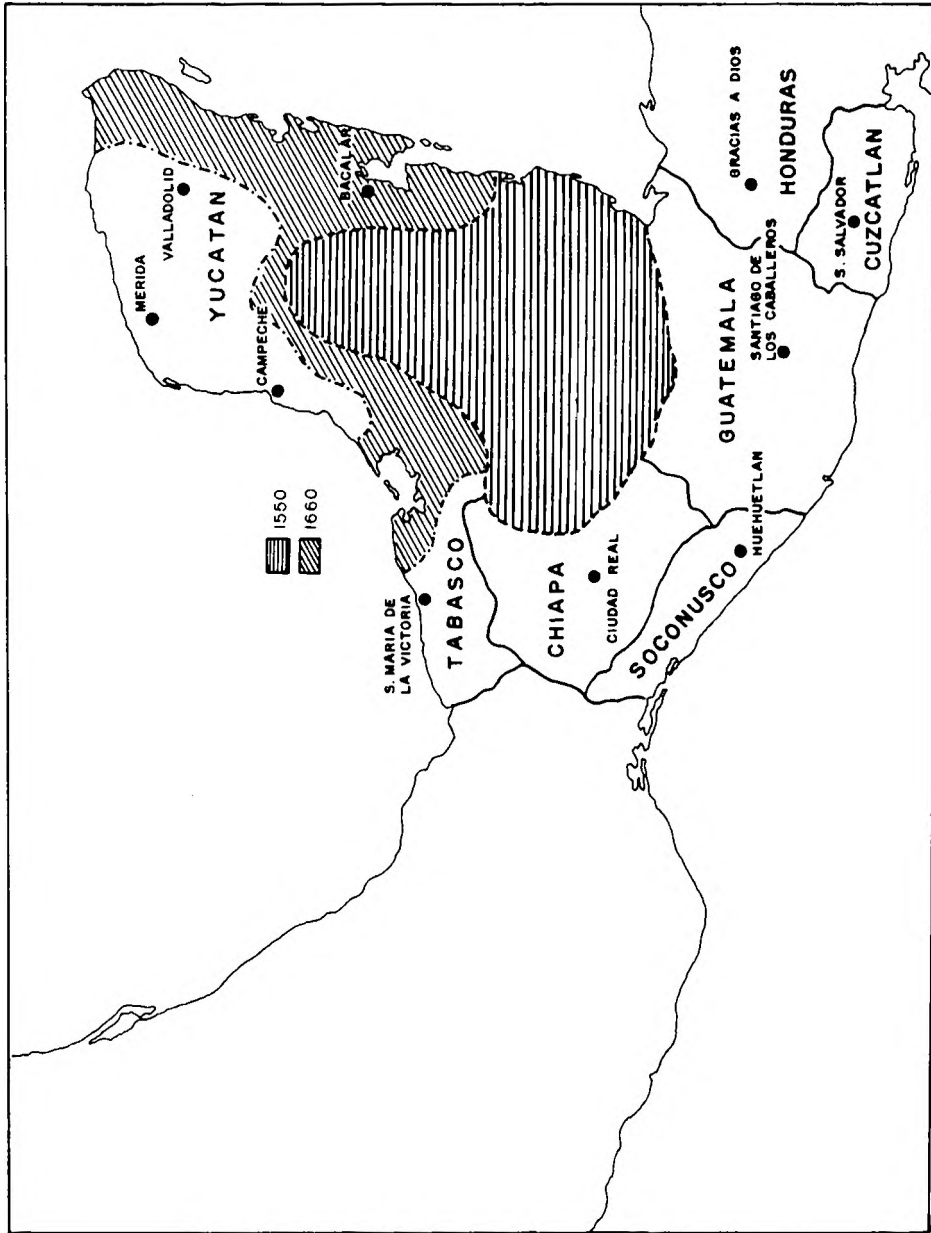 MERIDA
VALLADOLID
YUCATAN
CAMPECHE
BACALAR
1550
1660
S. MARIA DE
LA VICTORIA
TABASCO
CHIAPA
CIUDAD REAL
SOCONUSCO
HUEHUETLAN
GUATEMALA
SANTIAGO DE
LOS CABALLEROS
GRACIAS A DIOS
HONDURAS
S. SALVADOR
CUZCATLAN